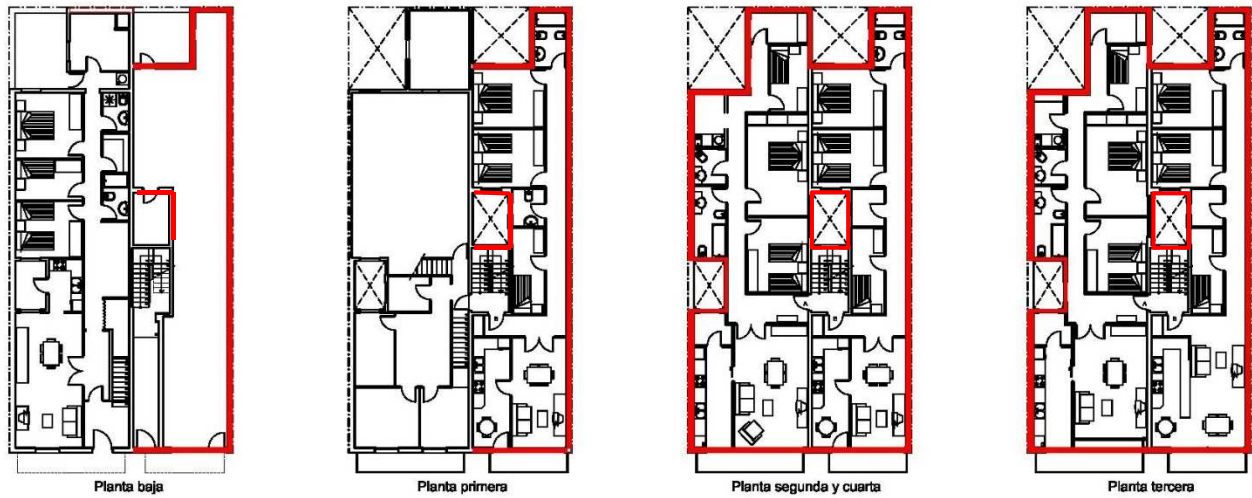 A
B
A
B
Planta baja
Planta primera
Planta segunda y cuarta
Planta tercera